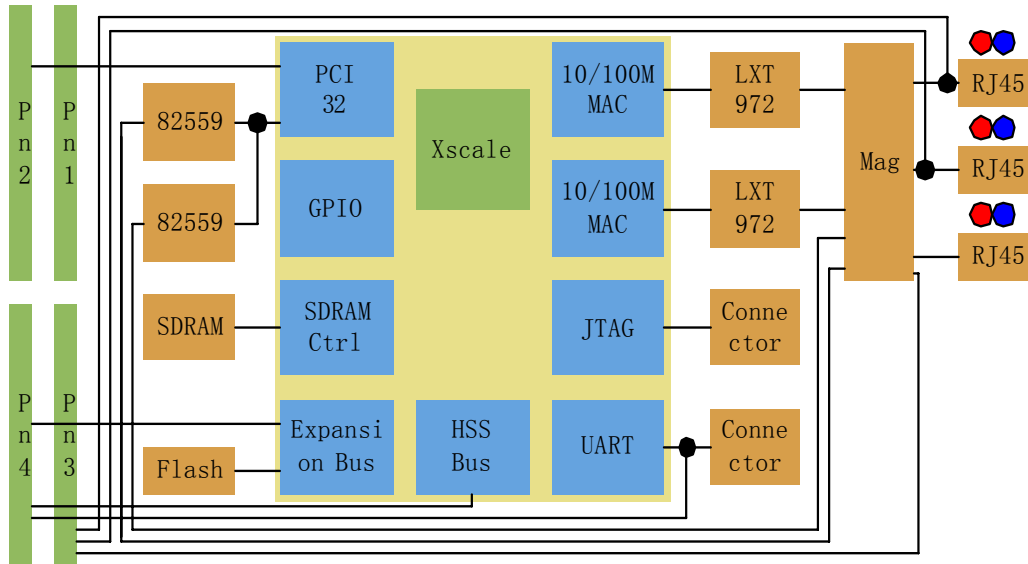 P
n
2
P
n
1
82559
82559
SDRAM
PCI
32
GPIO
SDRAM
Ctrl
Xscale
10/100M
MAC
10/100M
MAC
JTAG
LXT
972
LXT
972
Conne
ctor
Mag
RJ45
RJ45
RJ45
P
n
4
P
n
3
Flash
Expansi
on Bus
HSS
Bus
UART
Conne
ctor